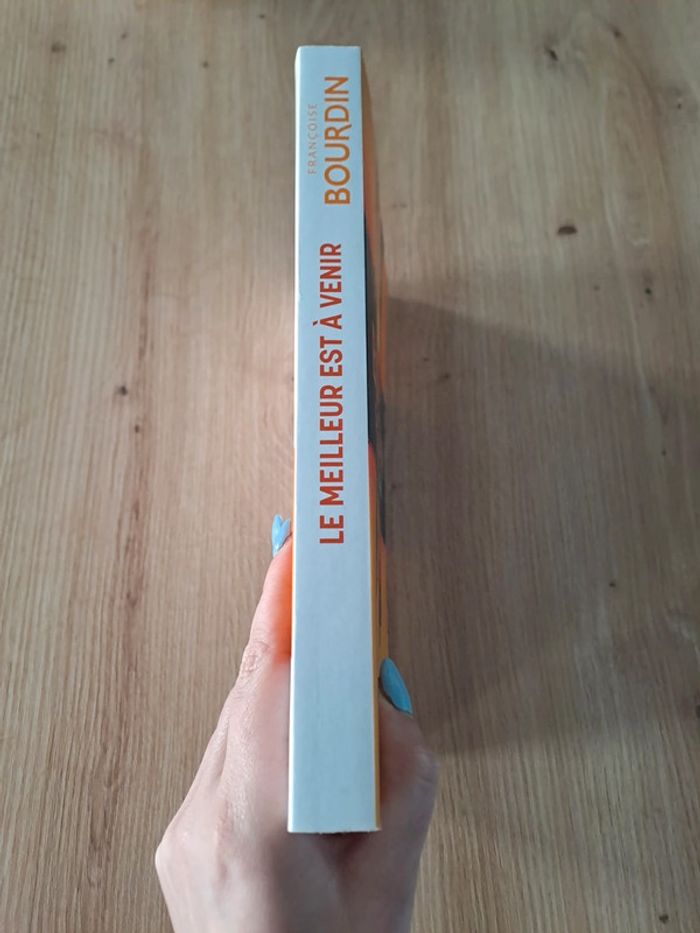 FRANÇOISE
BOURDIN
LE MEILLEUR EST À VENIR